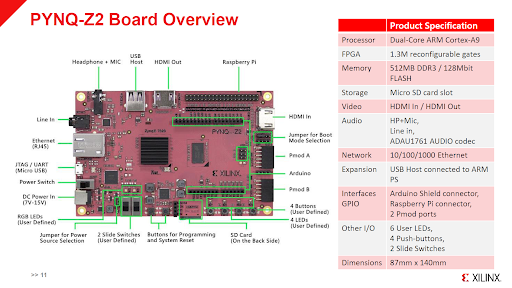 PYNQ-Z2 Board Overview
Headphone + MIC
USB
Host
HDMI Out
Raspberry Pi
Line In
Ethernet
(RJ45)
JTAG / UART
(Micro USB)
Power Switch
DC Power In
(7V-15V)
RGB LEDs
(User Defined)
Jumper for Power
Source Selection
2 Slide Switches
(User Defined)
Buttons for Programming
and System Reset
SD Card
(On the Back Side)
HDMI In
Jumper for Boot
Mode Selection
Pmod A
Arduino
Pmod B
4 Buttons
(User Defined)
4 LEDs
(User Defined)
PYNQ-Z2
XILINX
Product Specification
Processor Dual-Core ARM Cortex-A9
FPGA 1.3M reconfigurable gates
Memory 512MB DDR3 / 128Mbit
FLASH
Storage Micro SD card slot
Video HDMI In / HDMI Out
Audio HP+Mic,
Line in,
ADAU1761 AUDIO codec
Network 10/100/1000 Ethernet
Expansion USB Host connected to ARM
PS
Interfaces Arduino Shield connector,
GPIO Raspberry Pi connector,
2 Pmod ports
Other I/O 6 User LEDs,
4 Push-buttons,
2 Slide Switches
Dimensions 87mm x 140mm
>> 11
XILINX